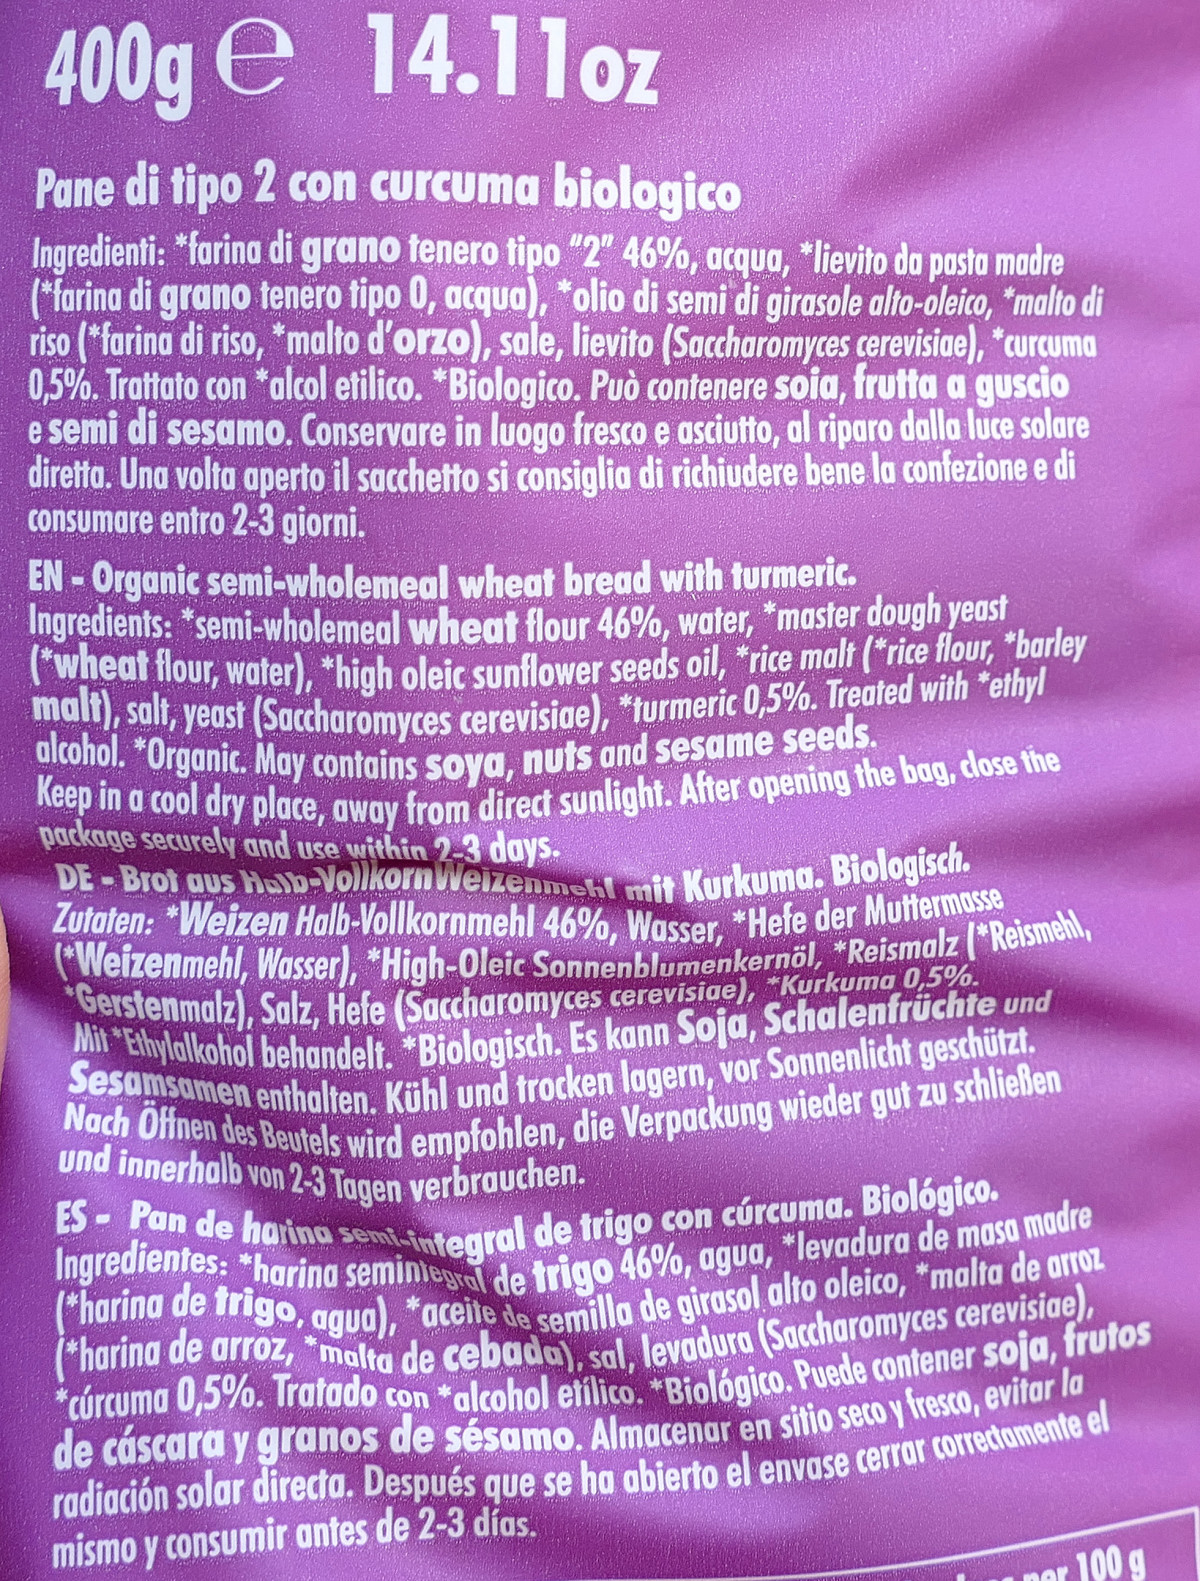 400g e 14.11oz
Pane di tipo 2 con curcuma biologico
Ingredienti: *farina di grano tenero tipo "2" 46%, acqua, *lievito da pasta madre
(*farina di grano tenero tipo 0, acqua), *olio di semi di girasole alto-oleico, *malto di
riso (*farina di riso, *malto d'orzo), sale, lievito (Saccharomyces cerevisiae), *curcuma
0,5%. Trattato con *alcol etilico. *Biologico. Può contenere soia, frutta a guscio
e semi di sesamo. Conservare in luogo fresco e asciutto, al riparo dalla luce solare
diretta. Una volta aperto il sacchetto si consiglia di richiudere bene la confezione e di
consumare entro 2-3 giorni.
EN - Organic semi-wholemeal wheat bread with turmeric.
Ingredients: *semi-wholemeal wheat flour 46%, water, *master dough yeast
(*wheat flour, water), *high oleic sunflower seeds oil, *rice malt (*rice flour, *barley
malt), salt, yeast (Saccharomyces cerevisiae), *turmeric 0,5%. Treated with *ethyl
alcohol. *Organic. May contains soya, nuts and sesame seeds.
Keep in a cool dry place, away from direct sunlight. After opening the bag, close the
package securely and use within 2-3 days.
DE - Brot aus Halb-VollkornWeizenmehl mit Kurkuma. Biologisch.
Zutaten: *Weizen Halb-Vollkornmehl 46%, Wasser, *Hefe der Muttermasse
(*Weizenmehl, Wasser), *High-Oleic Sonnenblumenkernöl, *Reismalz (*Reismehl,
*Gerstenmalz), Salz, Hefe (Saccharomyces cerevisiae), *Kurkuma 0,5%.
Mit *Ethylalkohol behandelt. *Biologisch. Es kann Soja, Schalenfrüchte und
Sesamsamen enthalten. Kühl und trocken lagern, vor Sonnenlicht geschützt.
Nach Öffnen des Beutels wird empfohlen, die Verpackung wieder gut zu schließen
und innerhalb von 2-3 Tagen verbrauchen.
ES - Pan de harina semi-integral de trigo con cúrcuma. Biológico.
Ingredientes: *harina semintegral de trigo 46%, agua, *levadura de masa madre
(*harina de trigo, agua), *aceite de semilla de girasol alto oleico, *malta de arroz
(*harina de arroz, *malta de cebada), sal, levadura (Saccharomyces cerevisiae),
*cúrcuma 0,5%. Tratado con *alcohol etílico. *Biológico. Puede contener soja, frutos
de cáscara y granos de sésamo. Almacenar en sitio seco y fresco, evitar la
radiación solar directa. Después que se ha abierto el envase cerrar correctamente el
mismo y consumir antes de 2-3 días.
per 100 g